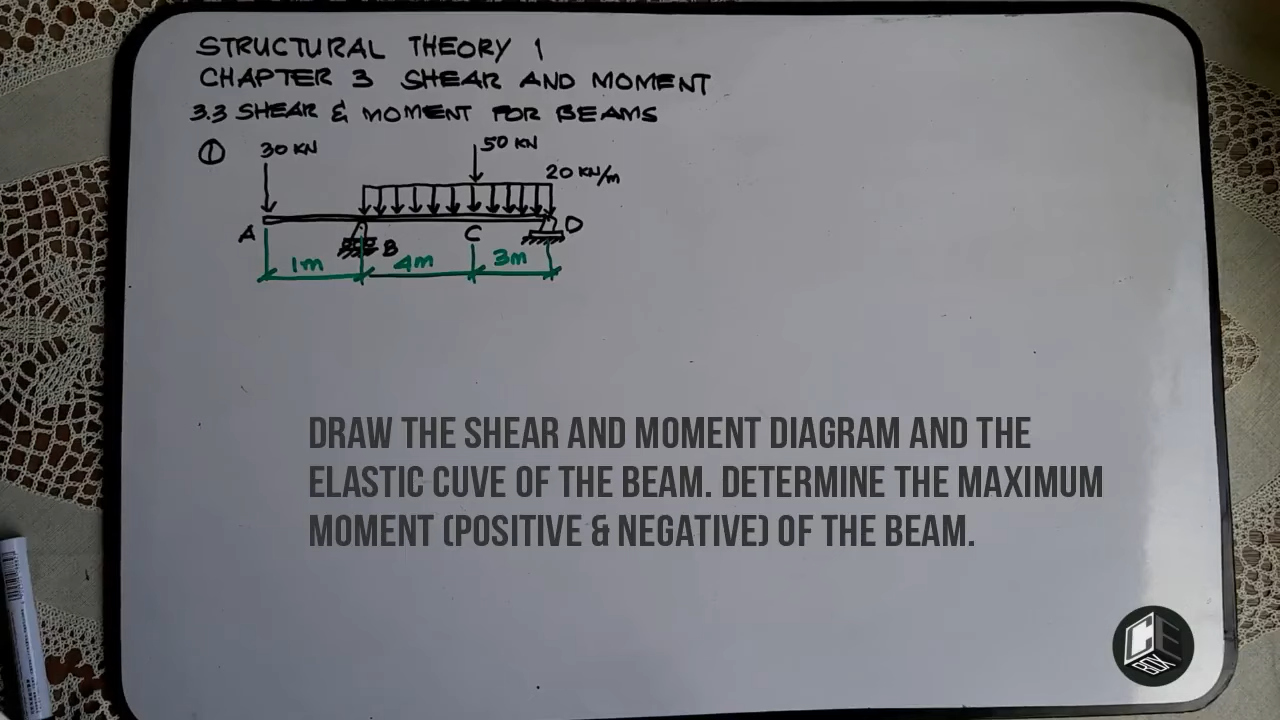 STRUCTURAL THEORY 1
CHAPTER 3 SHEAR AND MOMENT
3.3 SHEAR & MOMENT FOR BEAMS
① 30 KN
50 KN
20 KN/m
A
B
C
D
1m
4m
3m
DRAW THE SHEAR AND MOMENT DIAGRAM AND THE
ELASTIC CUVE OF THE BEAM. DETERMINE THE MAXIMUM
MOMENT (POSITIVE & NEGATIVE) OF THE BEAM.
CE
BOX